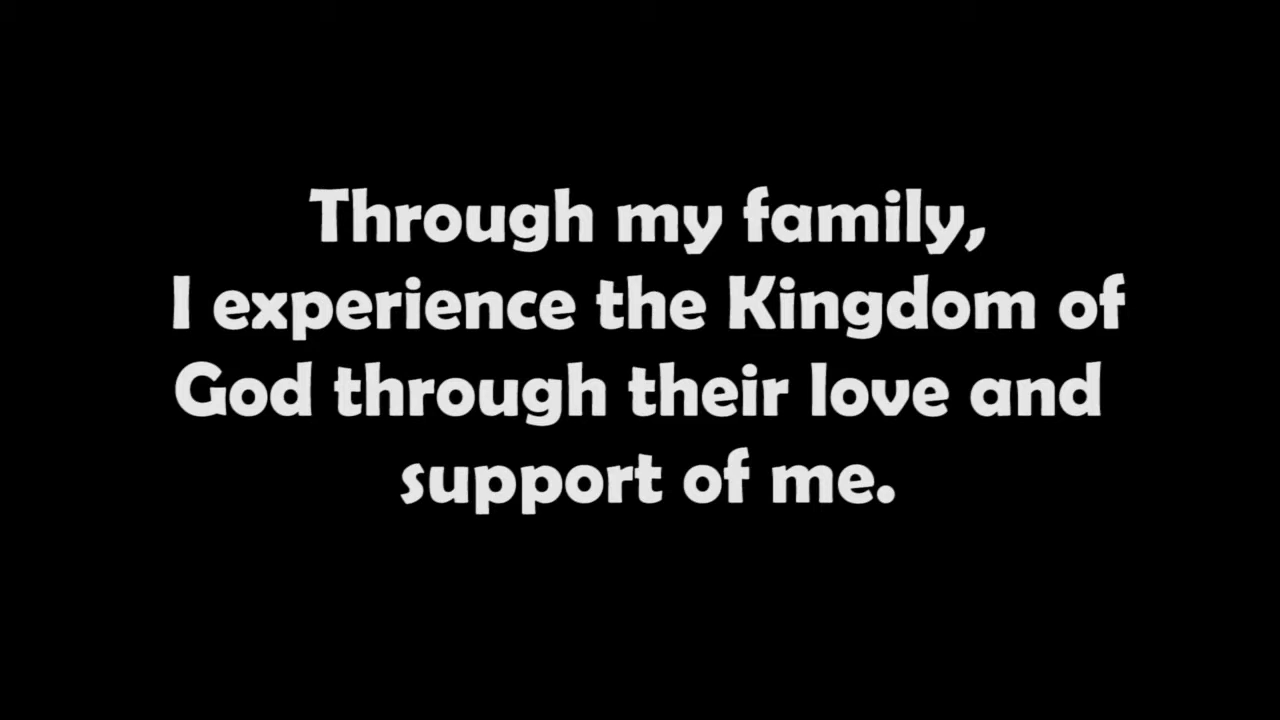 Through my family,
I experience the Kingdom of
God through their love and
support of me.